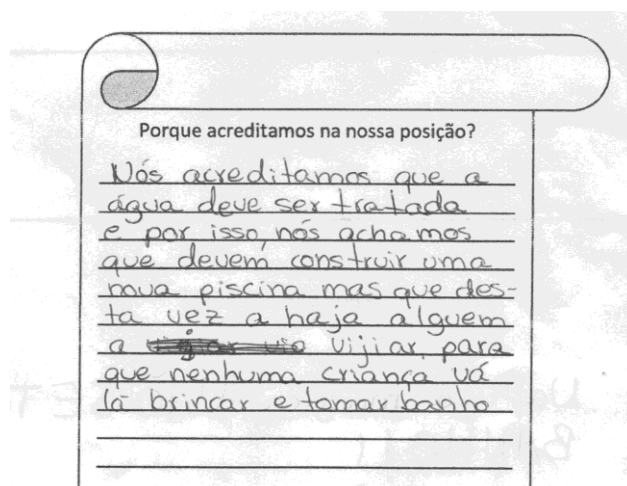 Porque acreditamos na nossa posição?
Nós acreditamos que a
água deve ser tratada
e por isso, nós achamos
que devem construir uma
mua piscina mas que des-
ta vez a haja alguem
a vijiar para
que nenhuma criança vá
lá brincar e tomar banho